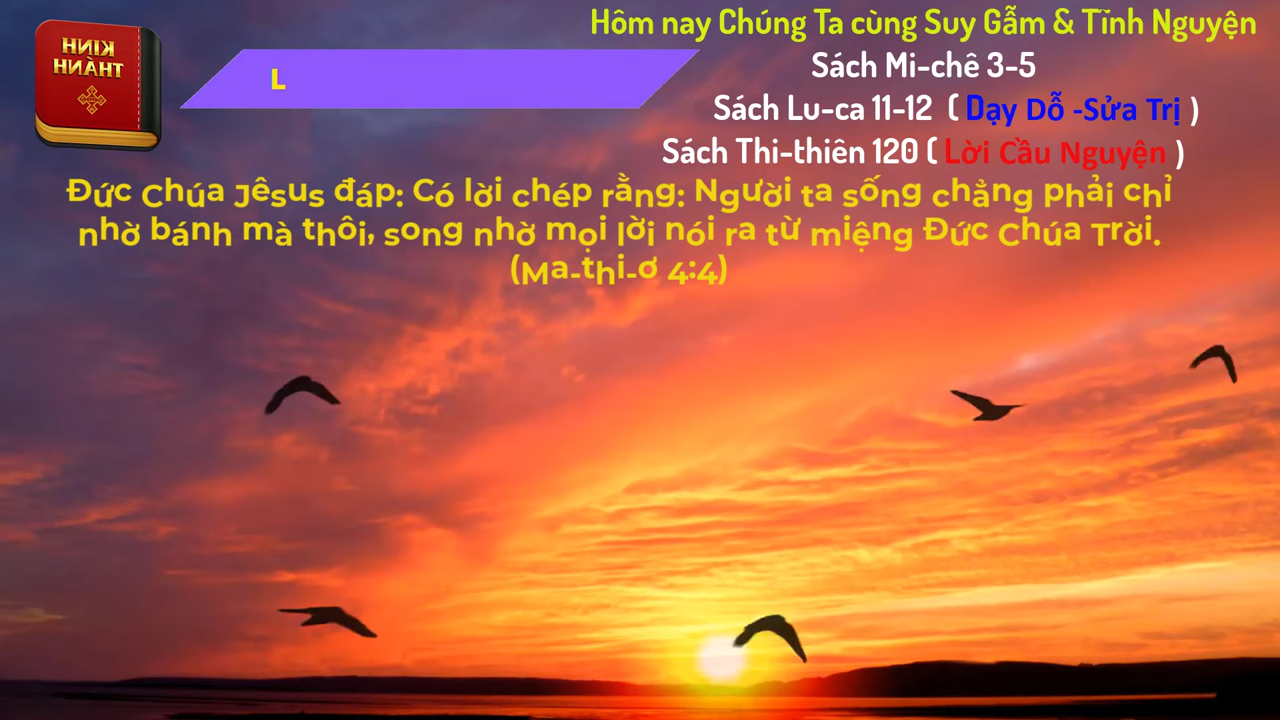 Hôm nay Chúng Ta cùng Suy Gẫm & Tĩnh Nguyện
KINH
THÁNH
L
Sách Mi-chê 3-5
Sách Lu-ca 11-12 ( Dạy Dỗ -Sửa Trị )
Sách Thi-thiên 120 ( Lời Cầu Nguyện )
Đức Chúa Jêsus đáp: Có lời chép rằng: Người ta sống chẳng phải chỉ
nhờ bánh mà thôi, song nhờ mọi lời nói ra từ miệng Đức Chúa Trời.
(Ma-thi-ơ 4:4)